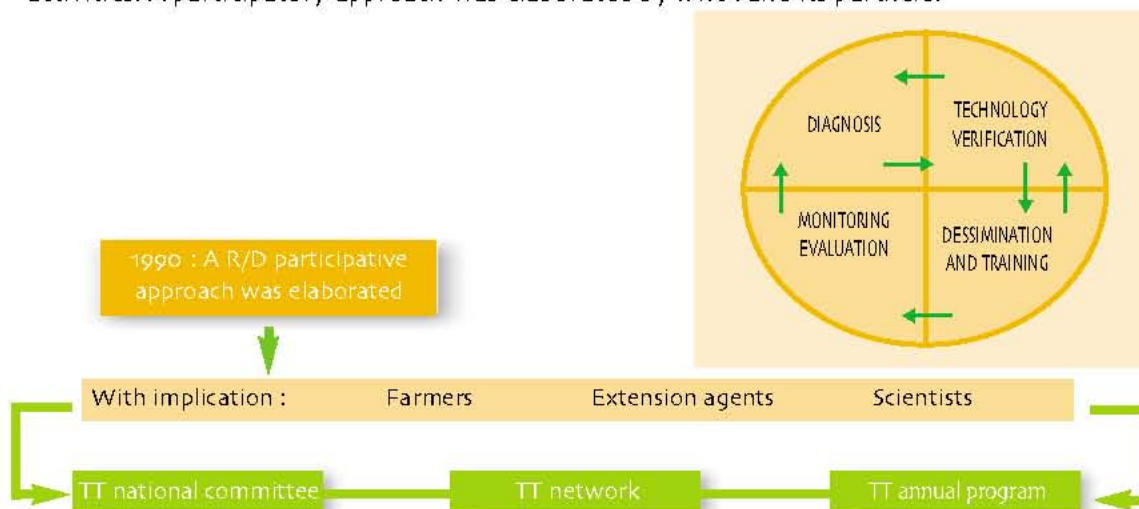 DIAGNOSIS
TECHNOLOGY
VERIFICATION
MONITORING
EVALUATION
DESSIMINATION
AND TRAINING
1990 : A R/D participative
approach was elaborated
With implication : Farmers Extension agents Scientists
TT national committee TT network TT annual program